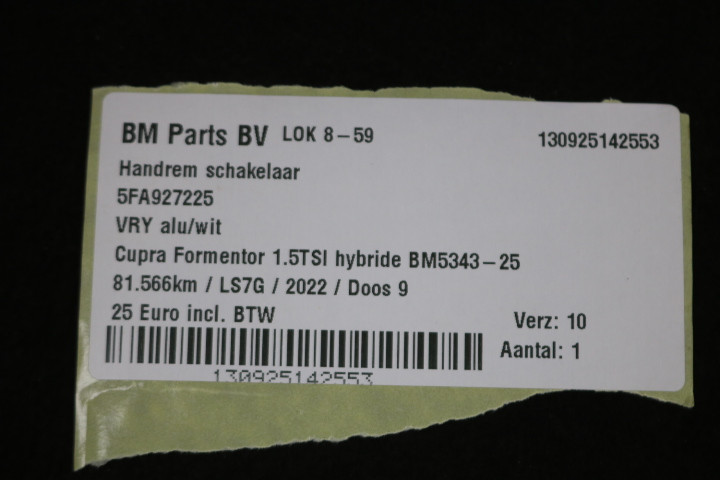 BM Parts BV LOK 8-59 130925142553
Handrem schakelaar
5FA927225
VRY alu/wit
Cupra Formentor 1.5TSI hybride BM5343-25
81.566km / LS7G / 2022 / Doos 9
25 Euro incl. BTW Verz: 10
Aantal: 1
130925142553